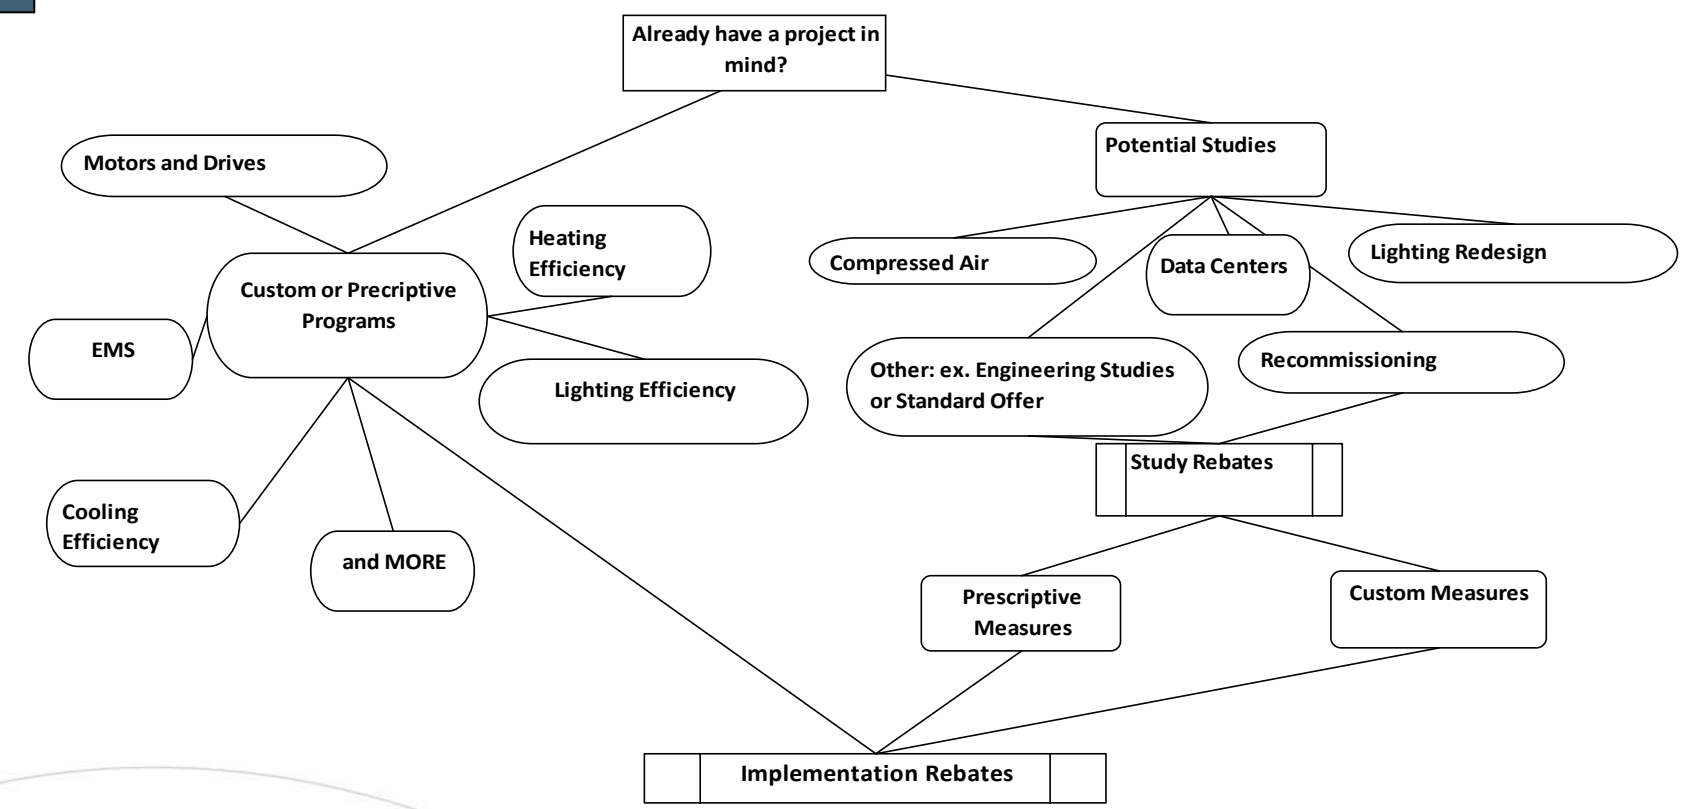 Already have a project in
mind?
Potential Studies
Motors and Drives
Heating
Efficiency
Compressed Air
Data Centers
Lighting Redesign
Custom or Precriptive
Programs
EMS
Lighting Efficiency
Other: ex. Engineering Studies
or Standard Offer
Recommissioning
Study Rebates
Cooling
Efficiency
and MORE
Prescriptive
Measures
Custom Measures
Implementation Rebates